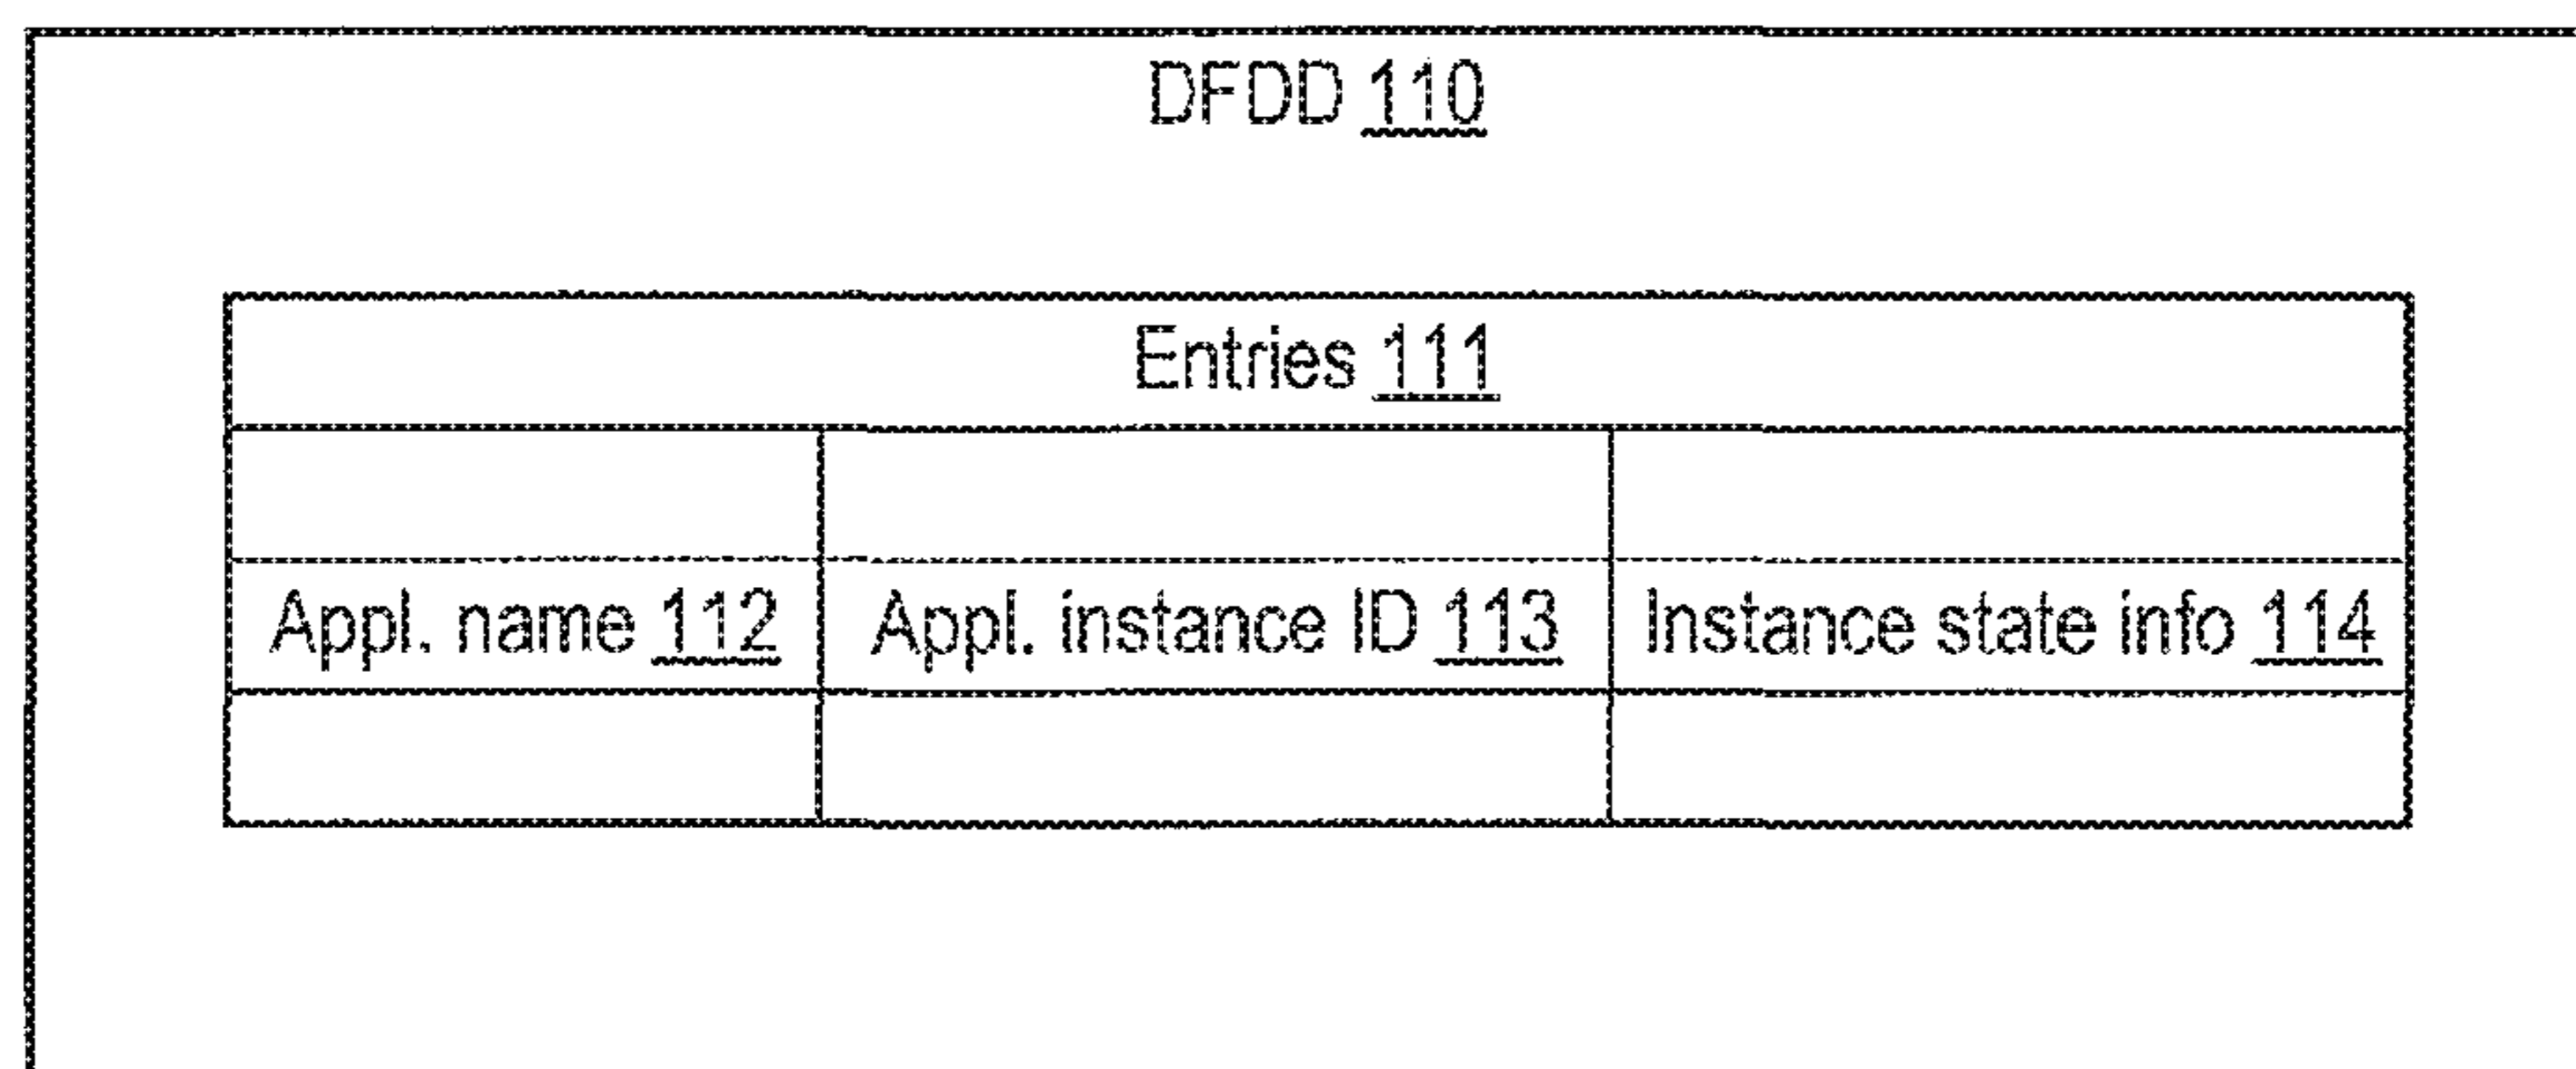 DFDD 110
Entries 111
Appl. name 112 Appl. instance ID 113 Instance state info 114